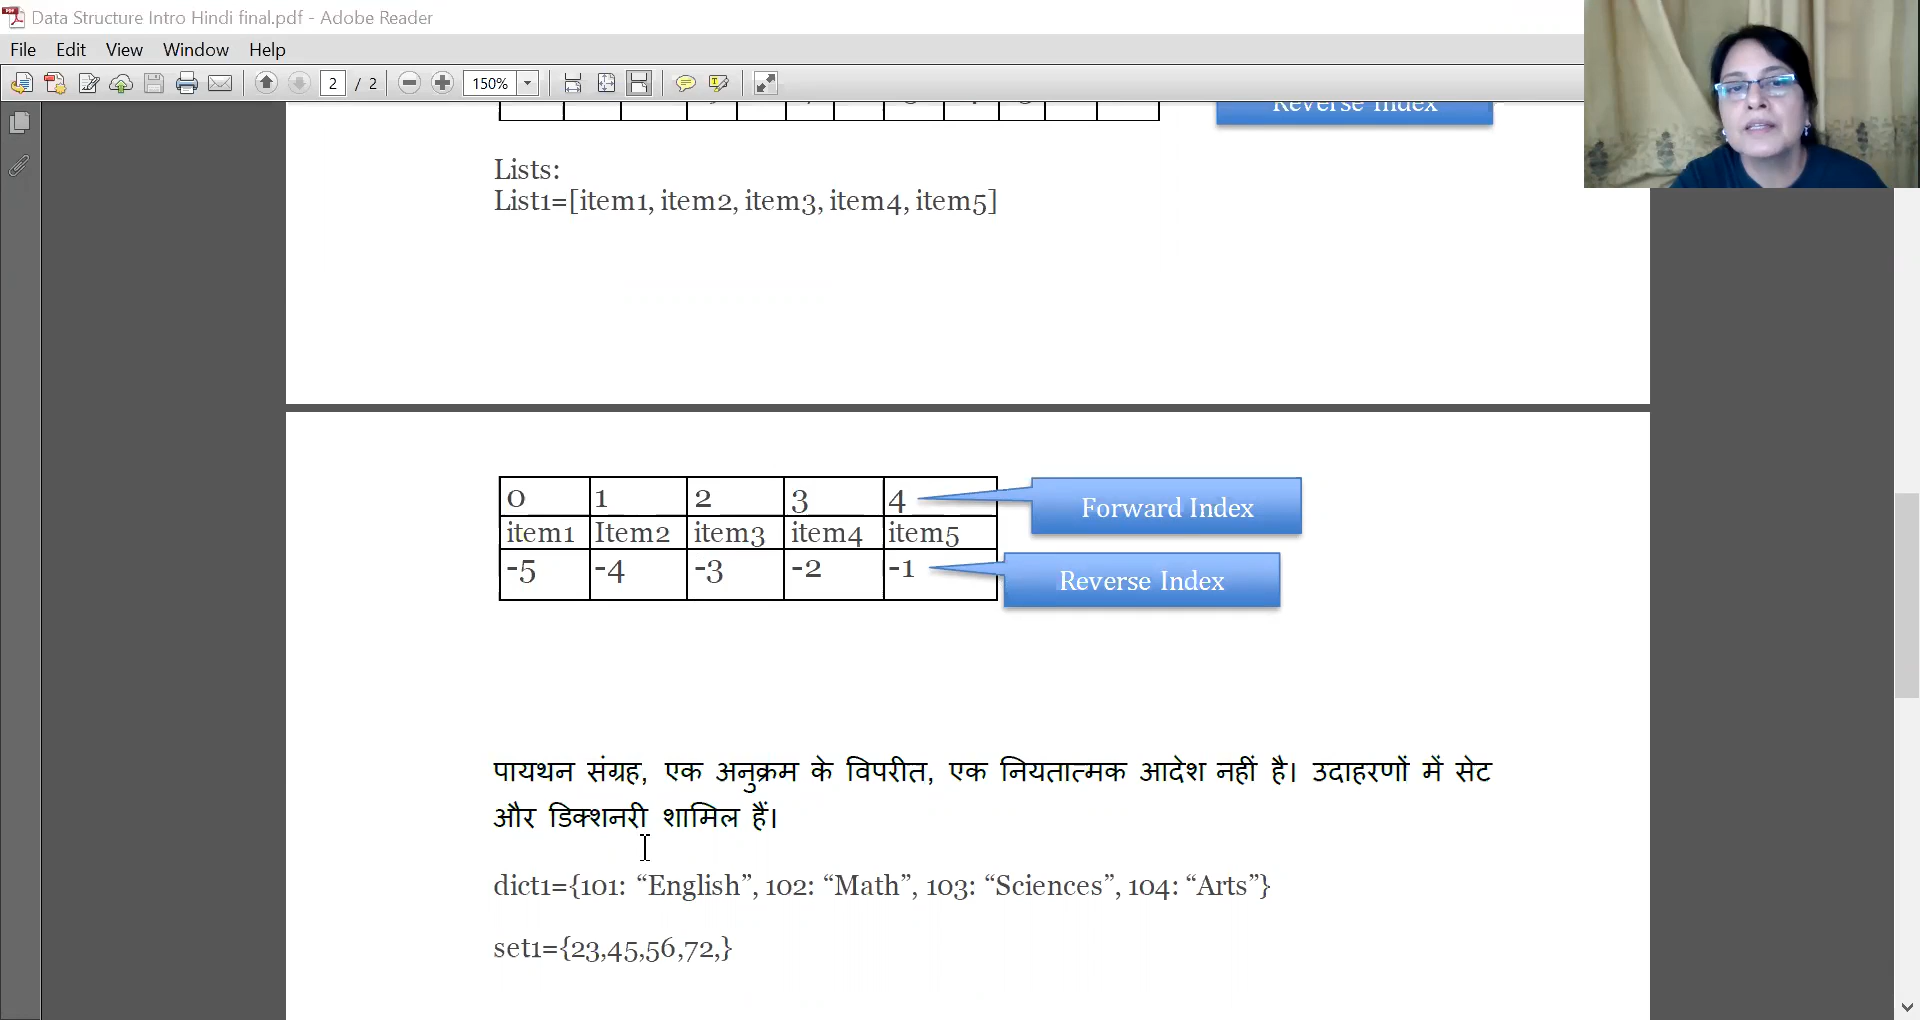 Data Structure Intro Hindi final.pdf - Adobe Reader
File Edit View Window Help
2 / 2 150%
Reverse Index
Lists:
List1=[item1, item2, item3, item4, item5]
0 1 2 3 4
Forward Index
item1 Item2 item3 item4 item5
-5 -4 -3 -2 -1
Reverse Index
पायथन संग्रह, एक अनुक्रम के विपरीत, एक नियतात्मक आदेश नहीं है। उदाहरणों में सेट
और डिक्शनरी शामिल हैं।
dict1={101: “English”, 102: “Math”, 103: “Sciences”, 104: “Arts”}
set1={23,45,56,72,}